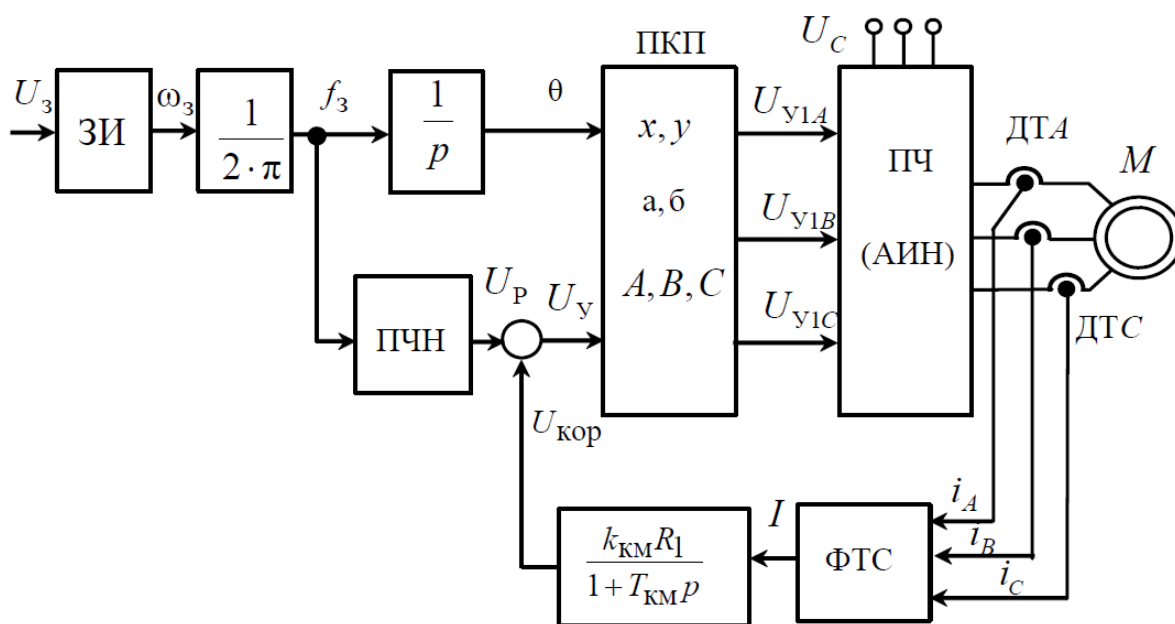 U_З
ЗИ
ω_З
1
2 · π
f_З
1
p
θ
ПКП
x, y
а, б
A, B, C
U_У1A
U_У1B
U_У1C
U_C
ПЧ
(АИН)
ДТA
M
ДТC
ПЧН
U_Р
U_У
U_кор
k_км R_1
1 + T_км p
I
ФТС
i_A
i_B
i_C